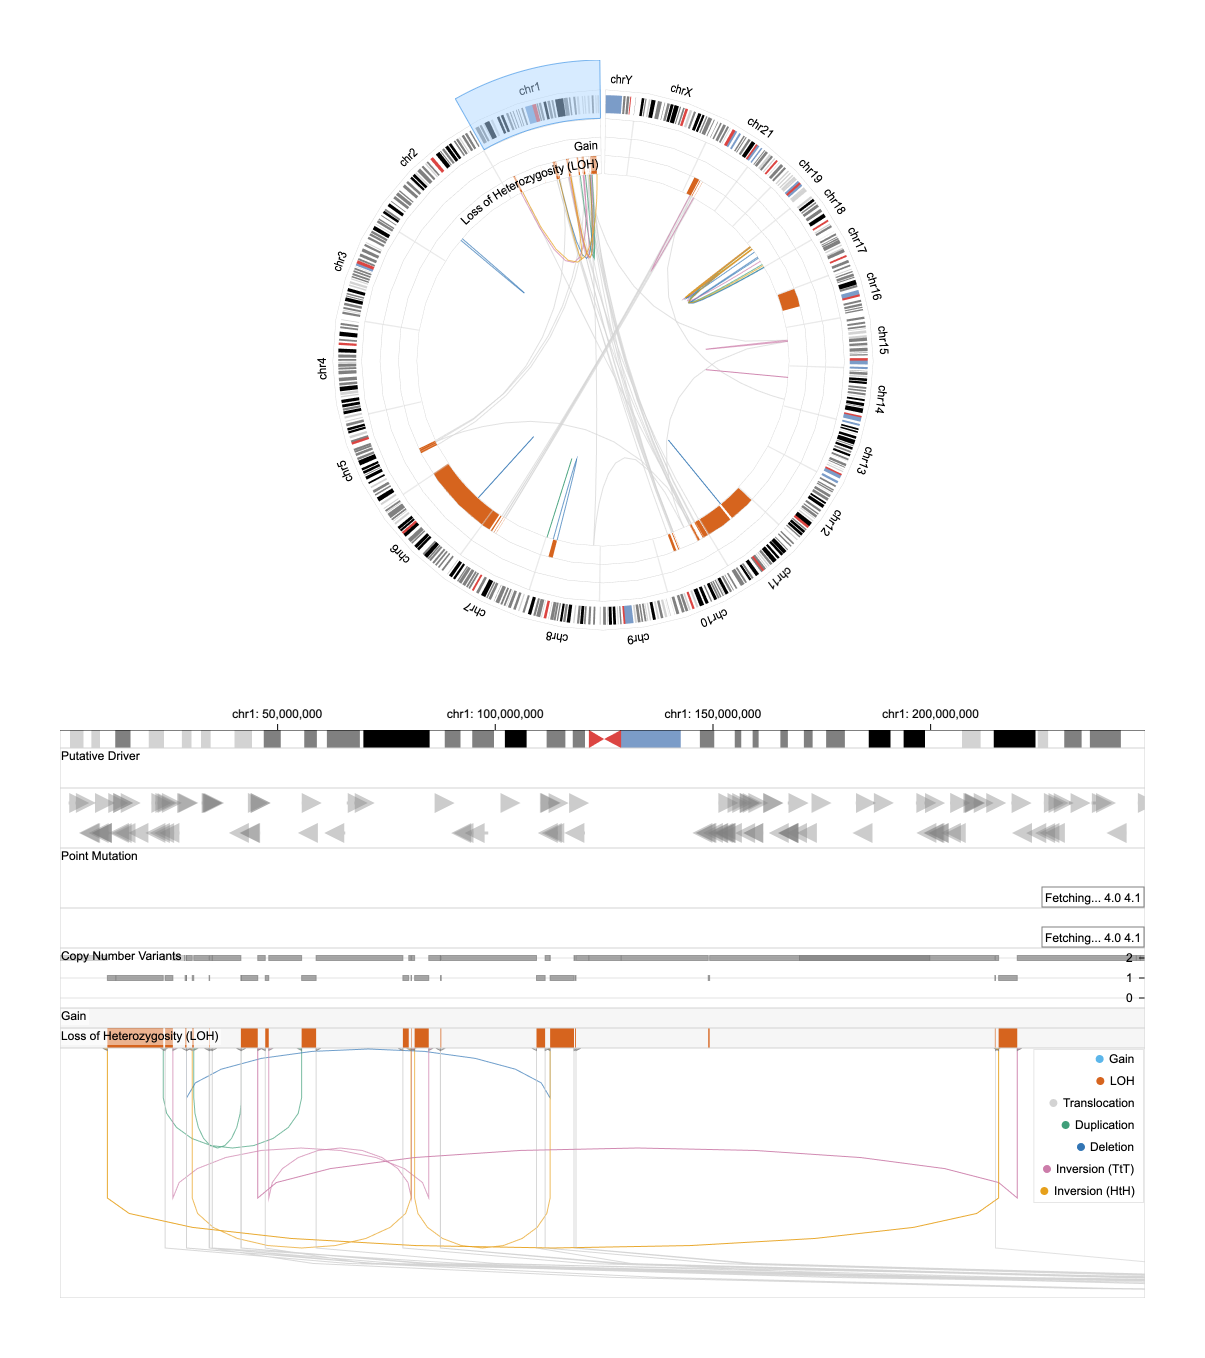 chr1
chrY
chrX
chr21
chr19
chr18
chr17
chr16
chr15
chr14
chr13
chr12
chr11
chr10
chr9
chr8
chr7
chr6
chr5
chr4
chr3
chr2
Gain
Loss of Heterozygosity (LOH)
chr1: 50,000,000 chr1: 100,000,000 chr1: 150,000,000 chr1: 200,000,000
Putative Driver
Point Mutation
Fetching... 4.0 4.1
Fetching... 4.0 4.1
Copy Number Variants
2
1
0
Gain
Loss of Heterozygosity (LOH)
Gain
LOH
Translocation
Duplication
Deletion
Inversion (TtT)
Inversion (HtH)